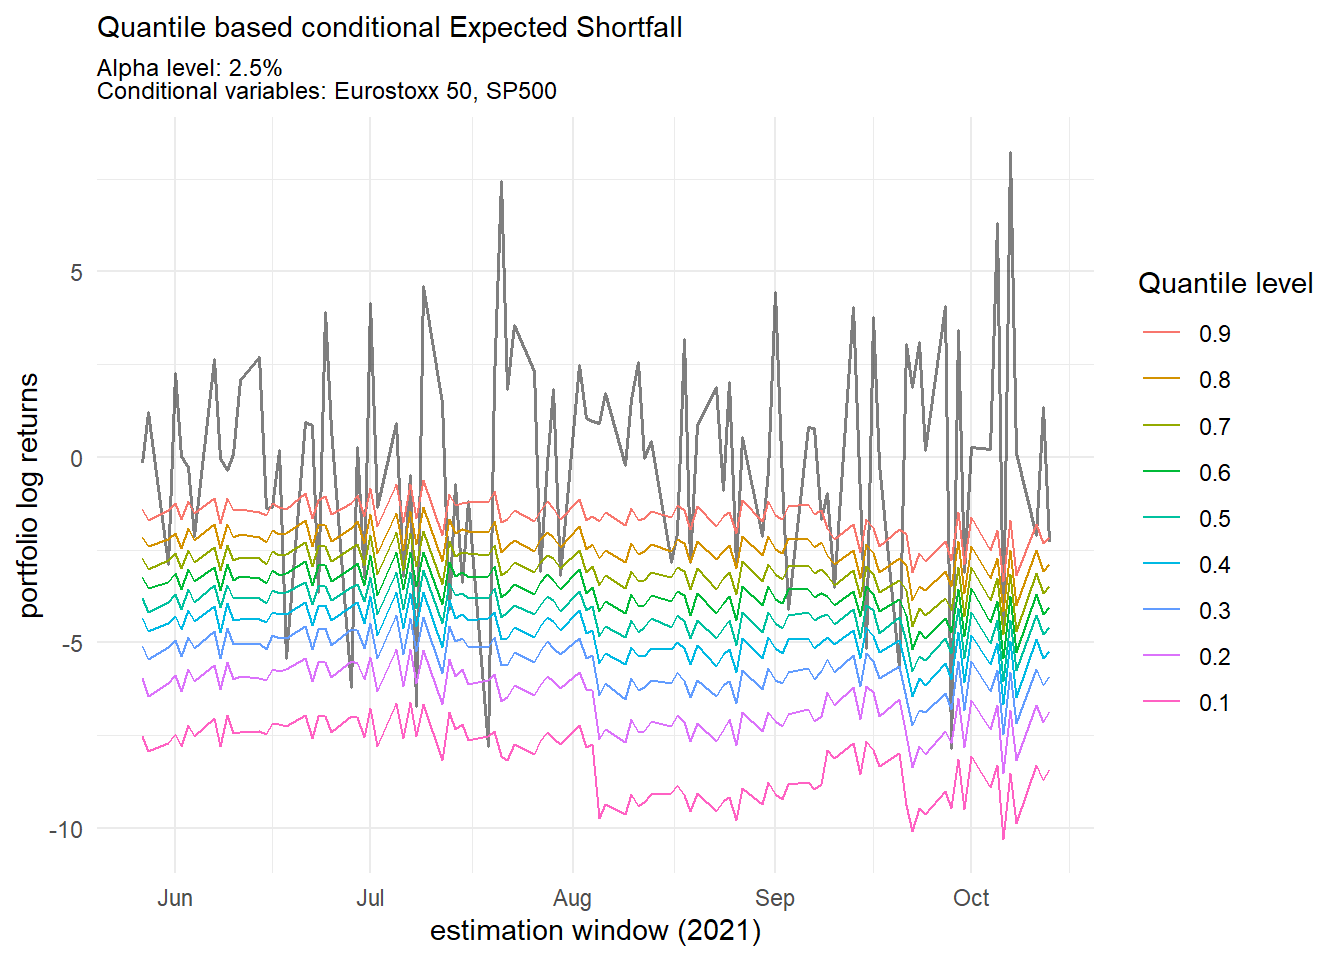 Quantile based conditional Expected Shortfall
Alpha level: 2.5%
Conditional variables: Eurostoxx 50, SP500
portfolio log returns
5
0
-5
-10
Jun Jul Aug Sep Oct
estimation window (2021)
Quantile level
0.9
0.8
0.7
0.6
0.5
0.4
0.3
0.2
0.1